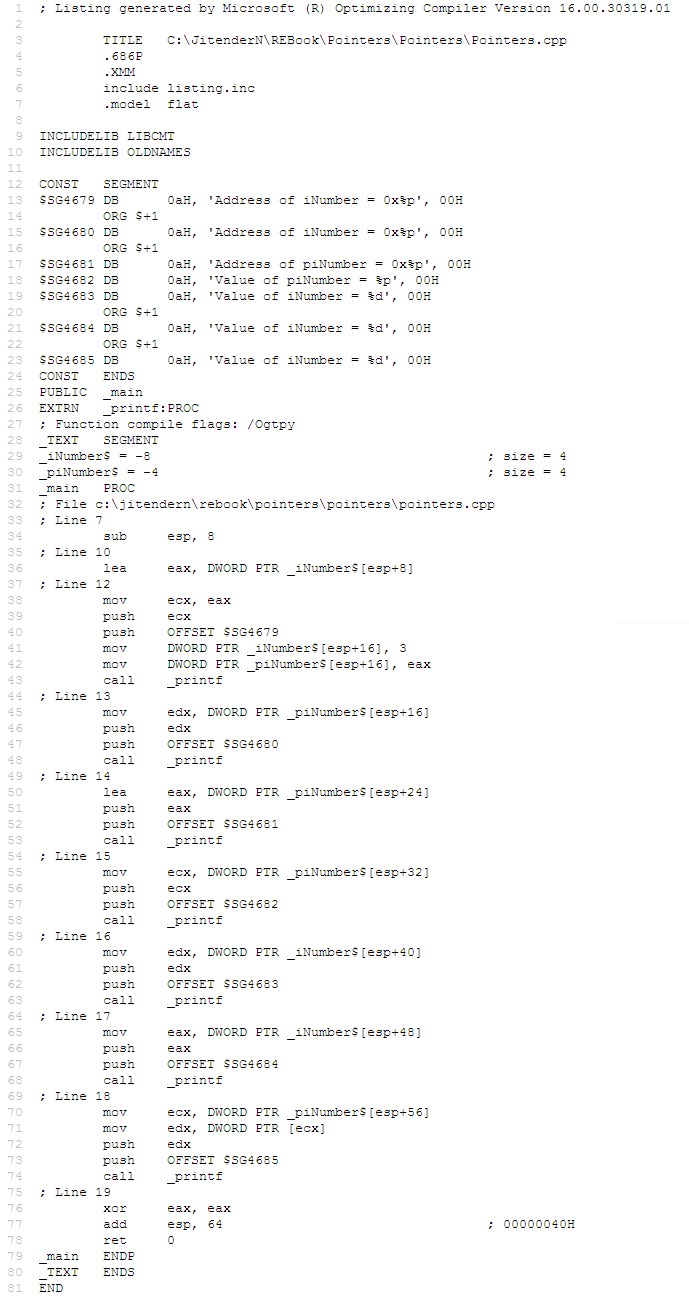 1 ; Listing generated by Microsoft (R) Optimizing Compiler Version 16.00.30319.01
2
3 TITLE C:\JitenderN\REBook\Pointers\Pointers\Pointers.cpp
4 .686P
5 .XMM
6 include listing.inc
7 .model flat
8
9 INCLUDELIB LIBCMT
10 INCLUDELIB OLDNAMES
11
12 CONST SEGMENT
13 $SG4679 DB 0aH, 'Address of iNumber = 0x%p', 00H
14 ORG $+1
15 $SG4680 DB 0aH, 'Address of iNumber = 0x%p', 00H
16 ORG $+1
17 $SG4681 DB 0aH, 'Address of piNumber = 0x%p', 00H
18 $SG4682 DB 0aH, 'Value of piNumber = %p', 00H
19 $SG4683 DB 0aH, 'Value of iNumber = %d', 00H
20 ORG $+1
21 $SG4684 DB 0aH, 'Value of iNumber = %d', 00H
22 ORG $+1
23 $SG4685 DB 0aH, 'Value of iNumber = %d', 00H
24 CONST ENDS
25 PUBLIC _main
26 EXTRN _printf:PROC
27 ; Function compile flags: /Ogtpy
28 _TEXT SEGMENT
29 _iNumber$ = -8 ; size = 4
30 _piNumber$ = -4 ; size = 4
31 _main PROC
32 ; File c:\jitendern\rebook\pointers\pointers\pointers.cpp
33 ; Line 7
34 sub esp, 8
35 ; Line 10
36 lea eax, DWORD PTR _iNumber$[esp+8]
37 ; Line 12
38 mov ecx, eax
39 push ecx
40 push OFFSET $SG4679
41 mov DWORD PTR _iNumber$[esp+16], 3
42 mov DWORD PTR _piNumber$[esp+16], eax
43 call _printf
44 ; Line 13
45 mov edx, DWORD PTR _piNumber$[esp+16]
46 push edx
47 push OFFSET $SG4680
48 call _printf
49 ; Line 14
50 lea eax, DWORD PTR _piNumber$[esp+24]
51 push eax
52 push OFFSET $SG4681
53 call _printf
54 ; Line 15
55 mov ecx, DWORD PTR _piNumber$[esp+32]
56 push ecx
57 push OFFSET $SG4682
58 call _printf
59 ; Line 16
60 mov edx, DWORD PTR _iNumber$[esp+40]
61 push edx
62 push OFFSET $SG4683
63 call _printf
64 ; Line 17
65 mov eax, DWORD PTR _iNumber$[esp+48]
66 push eax
67 push OFFSET $SG4684
68 call _printf
69 ; Line 18
70 mov ecx, DWORD PTR _piNumber$[esp+56]
71 mov edx, DWORD PTR [ecx]
72 push edx
73 push OFFSET $SG4685
74 call _printf
75 ; Line 19
76 xor eax, eax
77 add esp, 64 ; 00000040H
78 ret 0
79 _main ENDP
80 _TEXT ENDS
81 END